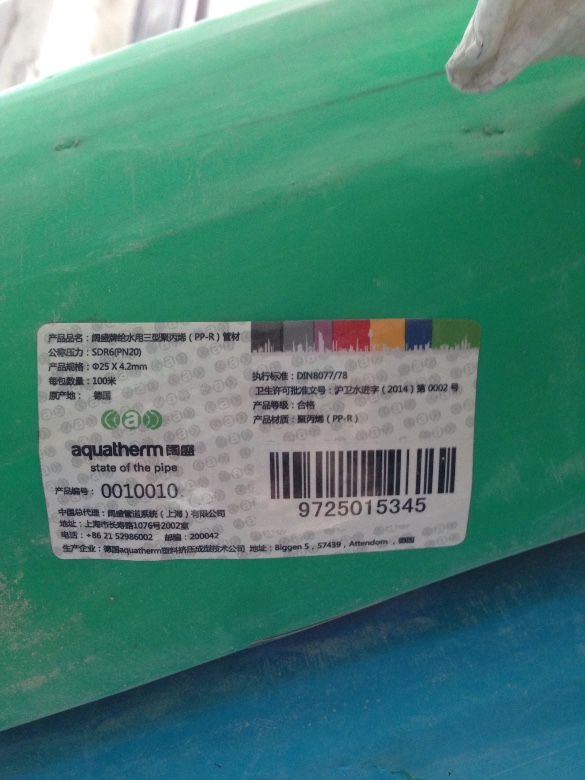 产品品名：阔盛牌给水用三型聚丙烯（PP-R）管材
公称压力：SDR6(PN20)
产品规格：Φ25 X 4.2mm
每包数量：100米
原产地： 德国
执行标准：DIN8077/78
卫生许可批准文号：沪卫水进字（2014）第 0002 号
产品等级：合格
产品材质：聚丙烯（PP-R）
a
aquatherm 阔盛
state of the pipe
产品编号： 0010010
9725015345
中国总代理：阔盛管道系统（上海）有限公司
地址：上海市长寿路1076号2002室
电话：+86 21 52986002 邮编：200042
生产企业：德国aquatherm塑料挤压成型技术公司 地址：Biggen 5，57439，Attendorn ，德国